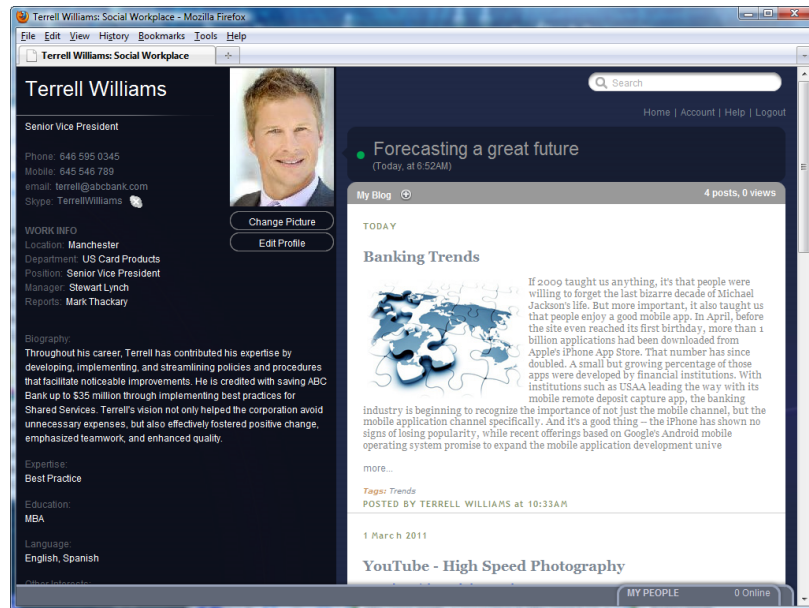 Terrell Williams: Social Workplace - Mozilla Firefox
File Edit View History Bookmarks Tools Help
Terrell Williams: Social Workplace
Terrell Williams
Senior Vice President
Phone: 646 595 0345
Mobile: 645 546 789
email: terrell@abcbank.com
Skype: TerrellWilliams
Change Picture
Edit Profile
WORK INFO
Location: Manchester
Department: US Card Products
Position: Senior Vice President
Manager: Stewart Lynch
Reports: Mark Thackary
Biography:
Throughout his career, Terrell has contributed his expertise by
developing, implementing, and streamlining policies and procedures
that facilitate noticeable improvements. He is credited with saving ABC
Bank up to $35 million through implementing best practices for
Shared Services. Terrell's vision not only helped the corporation avoid
unnecessary expenses, but also effectively fostered positive change,
emphasized teamwork, and enhanced quality.
Expertise:
Best Practice
Education:
MBA
Language:
English, Spanish
Other Interests:
Search
Home | Account | Help | Logout
Forecasting a great future
(Today, at 6:52AM)
My Blog
4 posts, 0 views
TODAY
Banking Trends
If 2009 taught us anything, it's that people were
willing to forget the last bizarre decade of Michael
Jackson's life. But more important, it also taught us
that people enjoy a good mobile app. In April, before
the site even reached its first birthday, more than 1
billion applications had been downloaded from
Apple's iPhone App Store. That number has since
doubled. A small but growing percentage of those
apps were developed by financial institutions. With
institutions such as USAA leading the way with its
mobile remote deposit capture app, the banking
industry is beginning to recognize the importance of not just the mobile channel, but the
mobile application channel specifically. And it's a good thing -- the iPhone has shown no
signs of losing popularity, while recent offerings based on Google's Android mobile
operating system promise to expand the mobile application development unive
more...
Tags: Trends
POSTED BY TERRELL WILLIAMS at 10:33AM
1 March 2011
YouTube - High Speed Photography
MY PEOPLE
0 Online